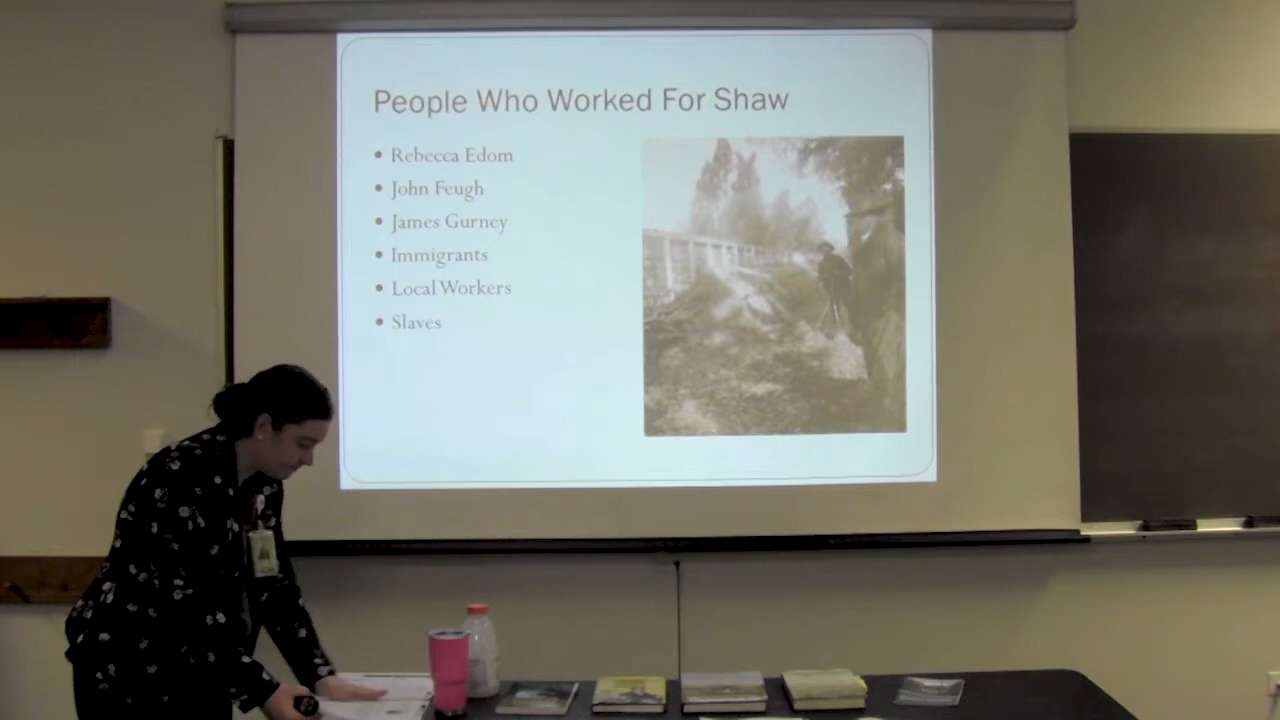 People Who Worked For Shaw
• Rebecca Edom
• John Feugh
• James Gurney
• Immigrants
• Local Workers
• Slaves